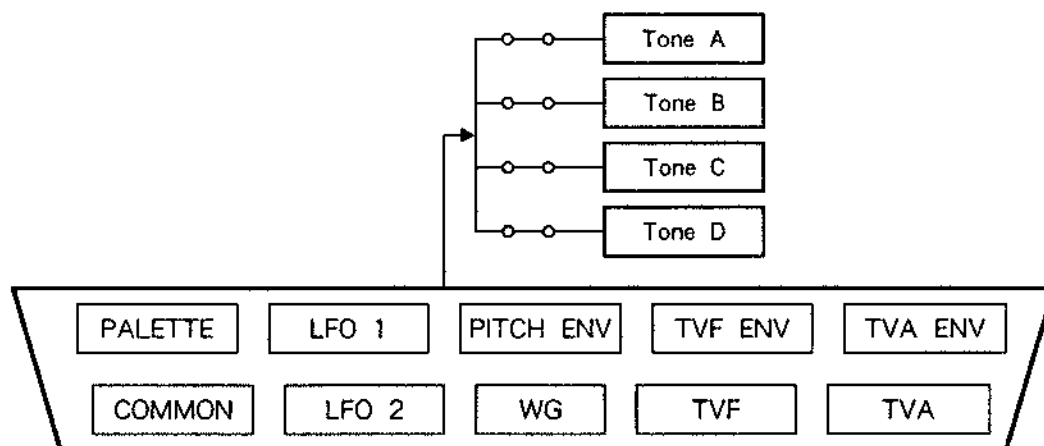 Tone A
Tone B
Tone C
Tone D
PALETTE LFO 1 PITCH ENV TVF ENV TVA ENV
COMMON LFO 2 WG TVF TVA